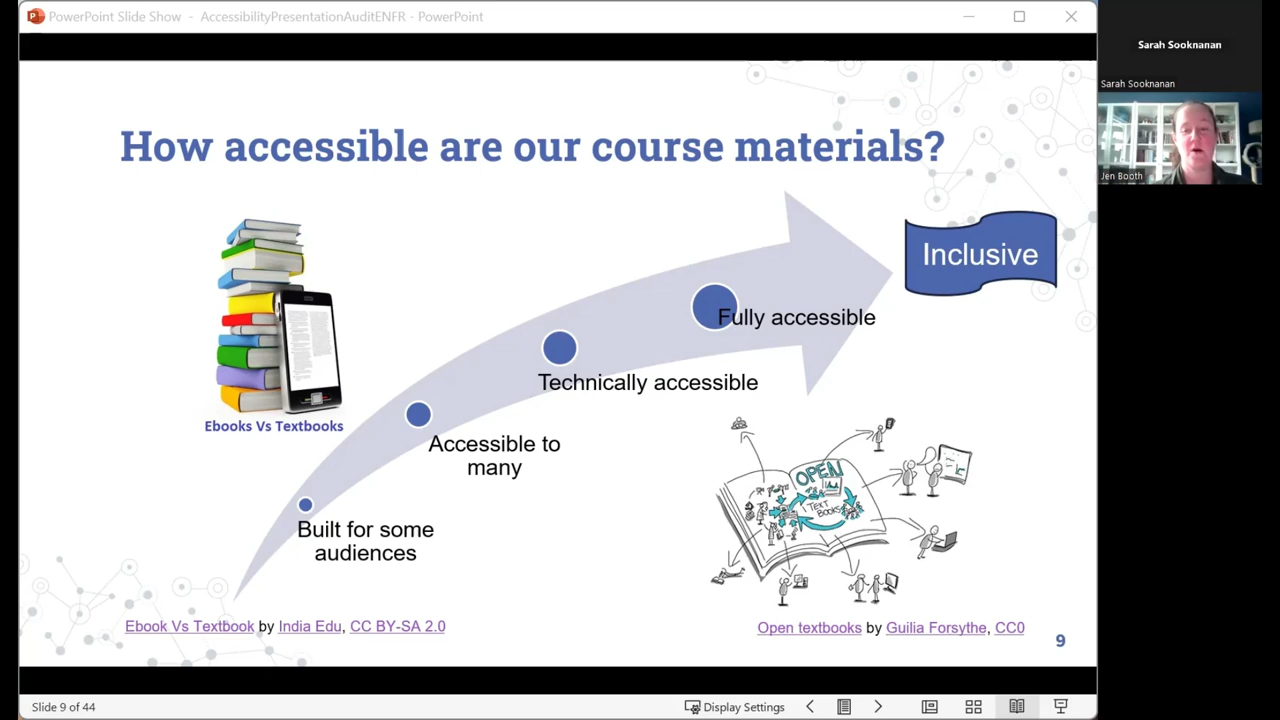 PowerPoint Slide Show - AccessibilityPresentationAuditENFR - PowerPoint
Sarah Sooknanan
Sarah Sooknanan
Jen Booth
How accessible are our course materials?
Inclusive
Fully accessible
Technically accessible
Accessible to
many
Built for some
audiences
Ebooks Vs Textbooks
OPEN
TEXT
BOOKS
Ebook Vs Textbook by India Edu, CC BY-SA 2.0
Open textbooks by Guilia Forsythe, CC0
9
Slide 9 of 44
Display Settings